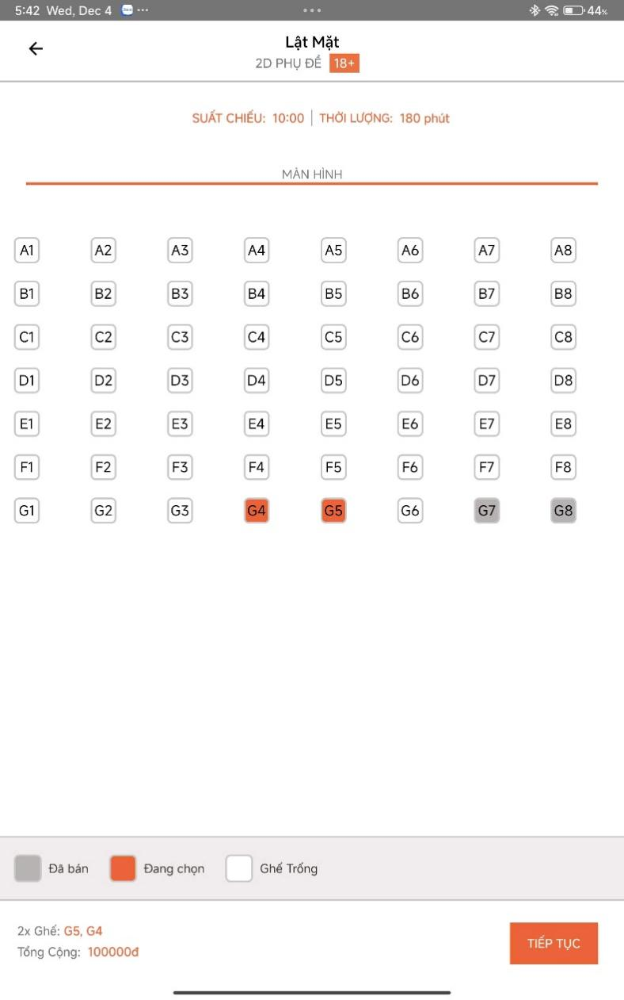 5:42 Wed, Dec 4 ••• ••• 44%
Lật Mặt
2D PHỤ ĐỀ 18+
SUẤT CHIẾU: 10:00 | THỜI LƯỢNG: 180 phút
MÀN HÌNH
A1 A2 A3 A4 A5 A6 A7 A8
B1 B2 B3 B4 B5 B6 B7 B8
C1 C2 C3 C4 C5 C6 C7 C8
D1 D2 D3 D4 D5 D6 D7 D8
E1 E2 E3 E4 E5 E6 E7 E8
F1 F2 F3 F4 F5 F6 F7 F8
G1 G2 G3 G4 G5 G6 G7 G8
Đã bán Đang chọn Ghế Trống
2x Ghế: G5, G4
Tổng Cộng: 100000đ
TIẾP TỤC